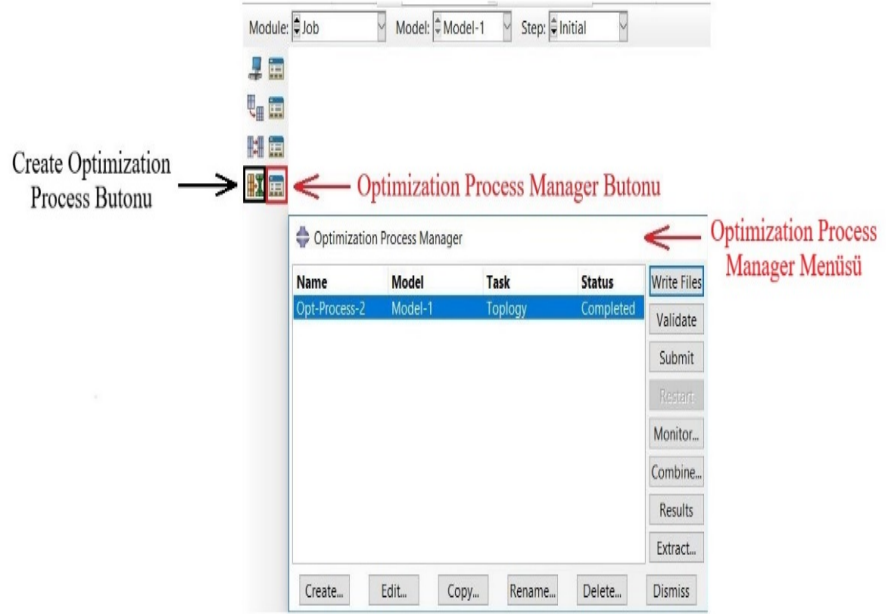 Module: Job Model: Model-1 Step: Initial
Create Optimization
Process Butonu
Optimization Process Manager Butonu
Optimization Process
Manager Menüsü
Optimization Process Manager
Name Model Task Status
Opt-Process-2 Model-1 Toplogy Completed
Write Files
Validate
Submit
Restart
Monitor...
Combine...
Results
Extract...
Create... Edit... Copy... Rename... Delete... Dismiss